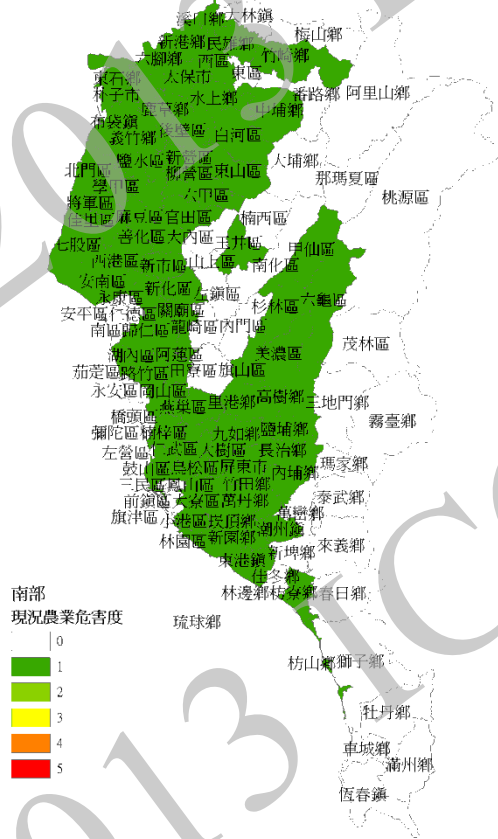 溪口鄉 大林鎮
梅山鄉
新港鄉 民雄鄉
竹崎鄉
六腳鄉 西區
東石鄉 太保市 東區
朴子市 水上鄉 番路鄉 阿里山鄉
鹿草鄉 中埔鄉
布袋鎮 後壁區
義竹鄉 白河區
鹽水區 新營區 大埔鄉
北門區 柳營區 東山區 那瑪夏區
學甲區 桃源區
將軍區 六甲區
佳里區 麻豆區 官田區 楠西區
善化區 大內區
七股區 玉井區 甲仙區
西港區 新市區 山上區 南化區
安南區
永康區 新化區 左鎮區 杉林區 六龜區
安平區 仁德區 關廟區
南區 歸仁區 龍崎區 內門區
茂林區
湖內區 阿蓮區 美濃區
茄萣區 路竹區 田寮區 旗山區
永安區 岡山區
燕巢區 里港鄉 高樹鄉 三地門鄉
橋頭區 霧臺鄉
彌陀區 楠梓區 九如鄉 鹽埔鄉
左營區 仁武區 大樹區 長治鄉
鼓山區 鳥松區 屏東市 內埔鄉 瑪家鄉
三民區 鳳山區 竹田鄉
前鎮區 大寮區 萬丹鄉 泰武鄉
旗津區 小港區 崁頂鄉 萬巒鄉
潮州鎮
林園區 新園鄉 來義鄉
東港鎮 新埤鄉
佳冬鄉
林邊鄉 枋寮鄉 春日鄉
琉球鄉
枋山鄉 獅子鄉
牡丹鄉
車城鄉
滿州鄉
恆春鎮
南部
現況農業危害度
0
1
2
3
4
5
2013 IC